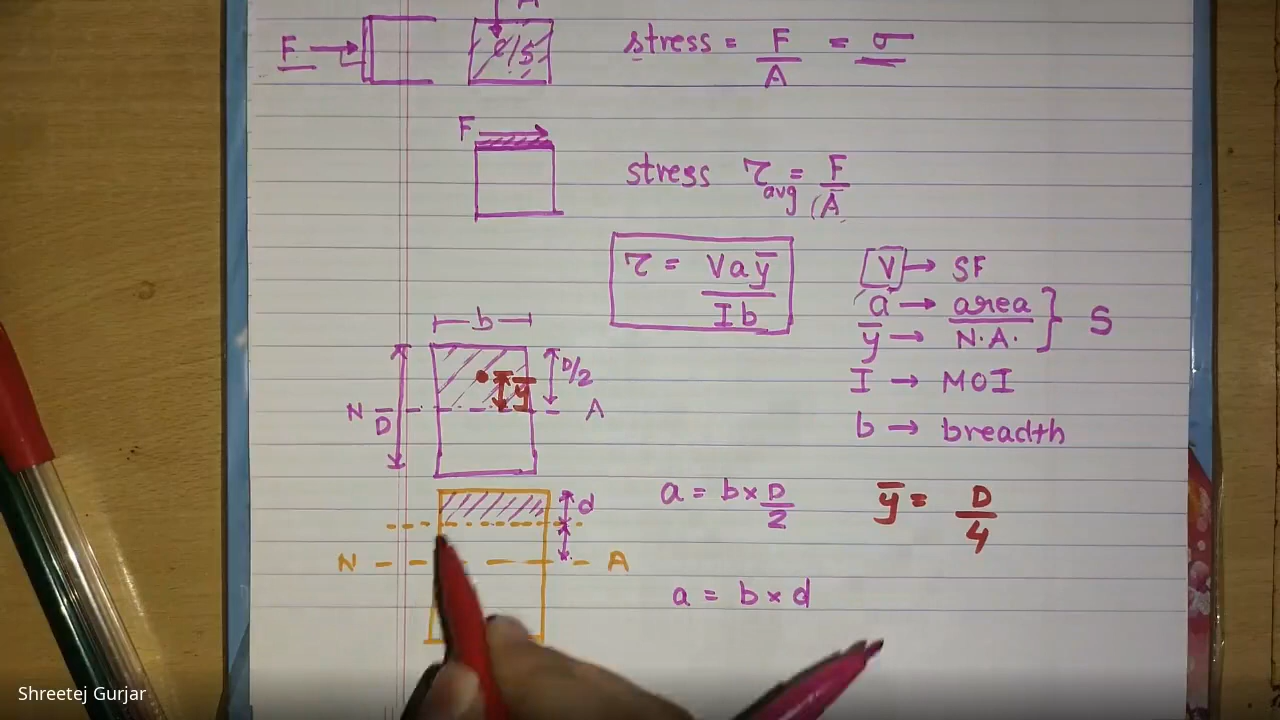 A
F
c/s
stress = F/A = σ
F
stress τavg = F/A
τ = Vaȳ/Ib
V → SF
a → area
ȳ → N.A. } S
I → MOI
b → breadth
b
D/2
ȳ
N A
D
a = b × D/2
ȳ = D/4
d
N A
a = b × d
Shreetej Gurjar